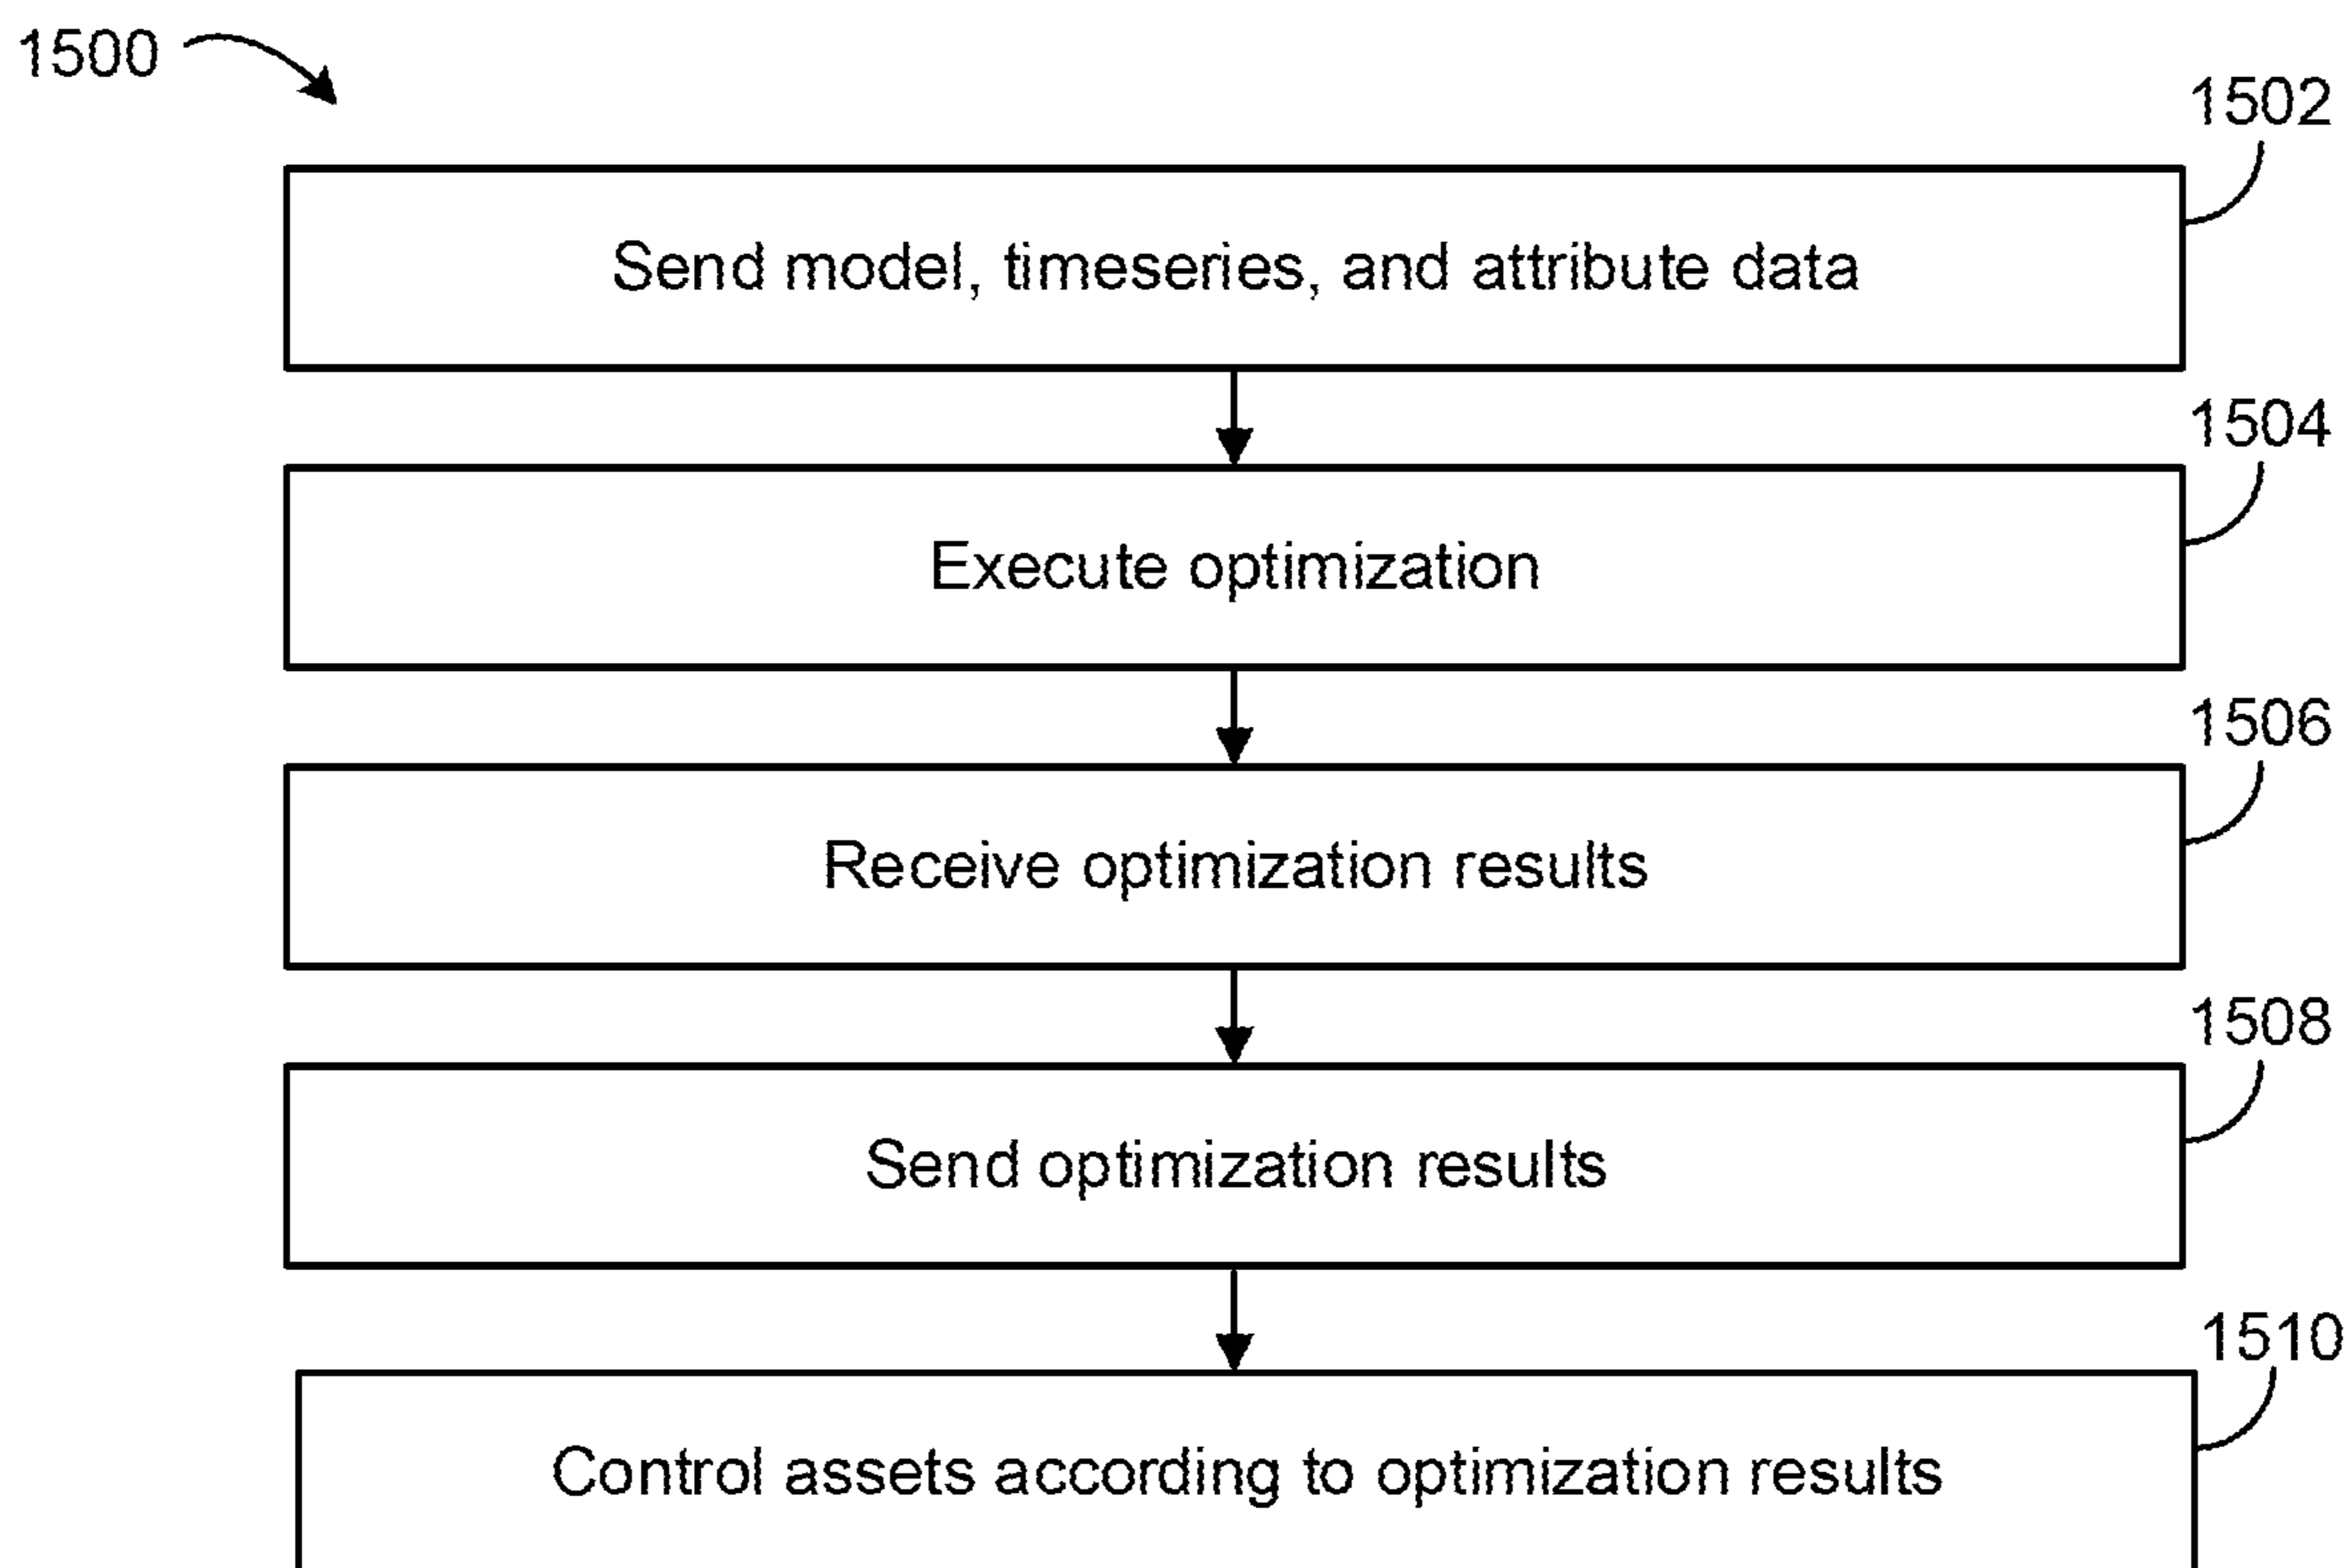 1500
1502
Send model, timeseries, and attribute data
1504
Execute optimization
1506
Receive optimization results
1508
Send optimization results
1510
Control assets according to optimization results